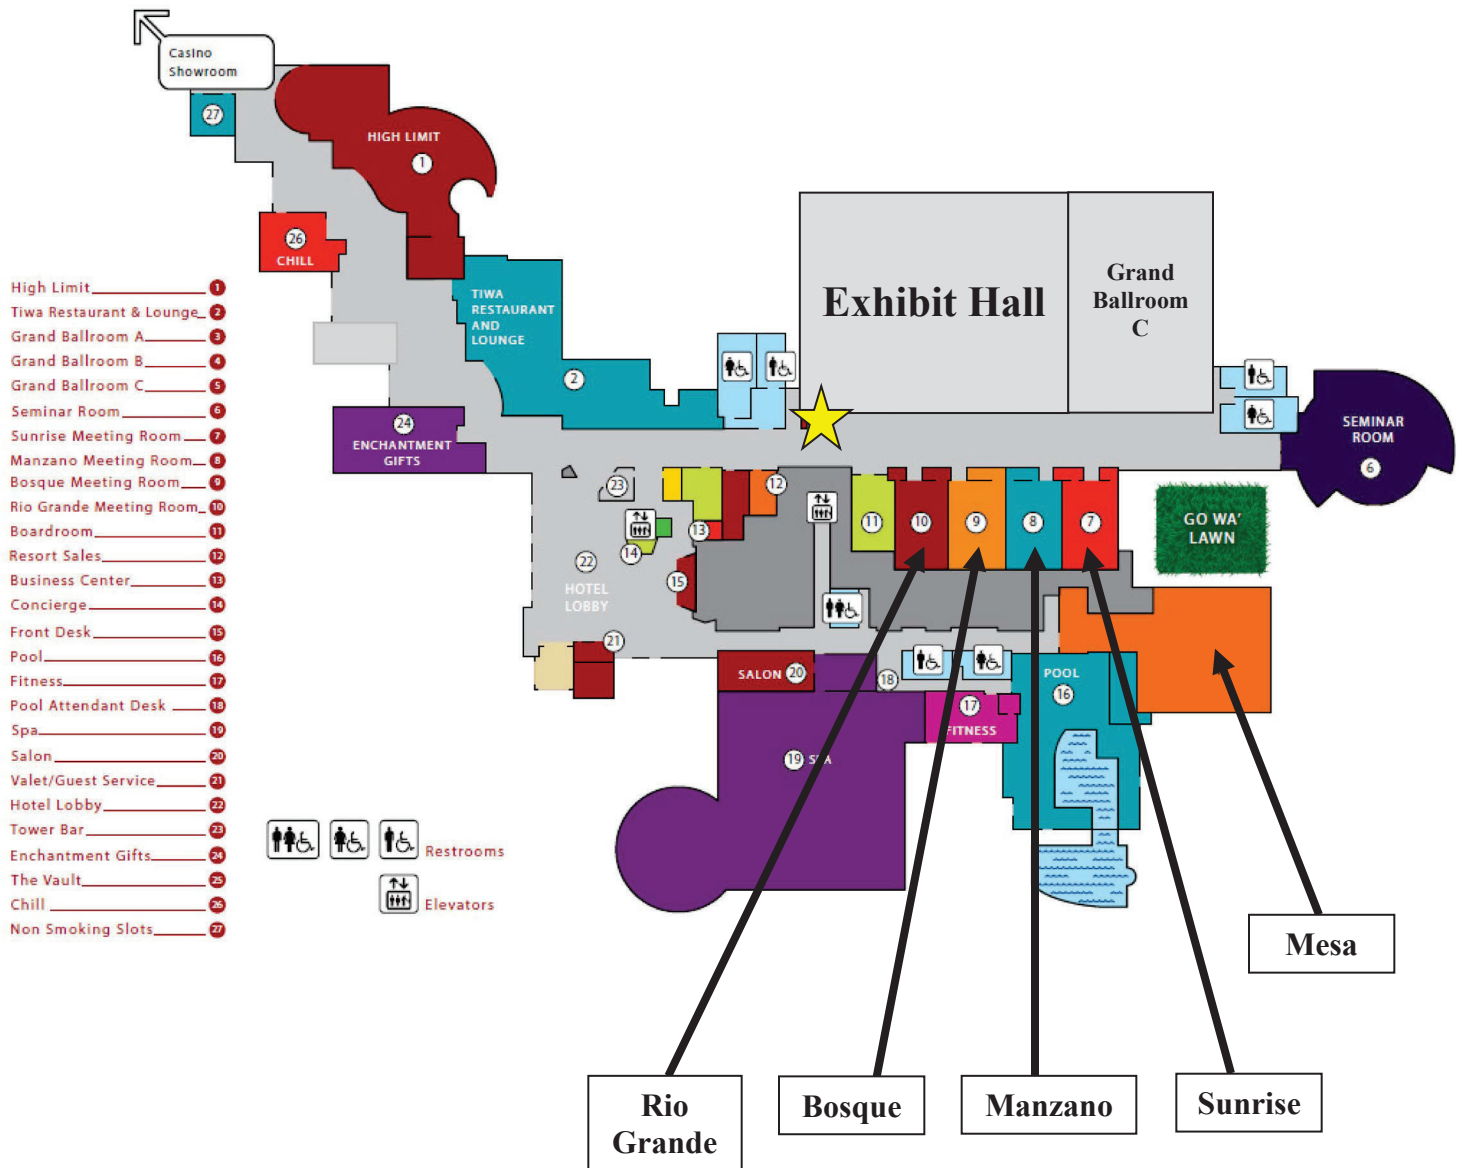 Casino
Showroom
27
HIGH LIMIT
1
26
CHILL
TIWA
RESTAURANT
AND
LOUNGE
2
Exhibit Hall
Grand
Ballroom
C
SEMINAR
ROOM
6
24
ENCHANTMENT
GIFTS
23
12
13
14
22
HOTEL
LOBBY
15
11
10
9
8
7
GO WA'
LAWN
21
SALON 20
18
17
FITNESS
POOL
16
19 SPA
High Limit 1
Tiwa Restaurant & Lounge 2
Grand Ballroom A 3
Grand Ballroom B 4
Grand Ballroom C 5
Seminar Room 6
Sunrise Meeting Room 7
Manzano Meeting Room 8
Bosque Meeting Room 9
Rio Grande Meeting Room 10
Boardroom 11
Resort Sales 12
Business Center 13
Concierge 14
Front Desk 15
Pool 16
Fitness 17
Pool Attendant Desk 18
Spa 19
Salon 20
Valet/Guest Service 21
Hotel Lobby 22
Tower Bar 23
Enchantment Gifts 24
The Vault 25
Chill 26
Non Smoking Slots 27
Restrooms
Elevators
Mesa
Rio
Grande
Bosque
Manzano
Sunrise